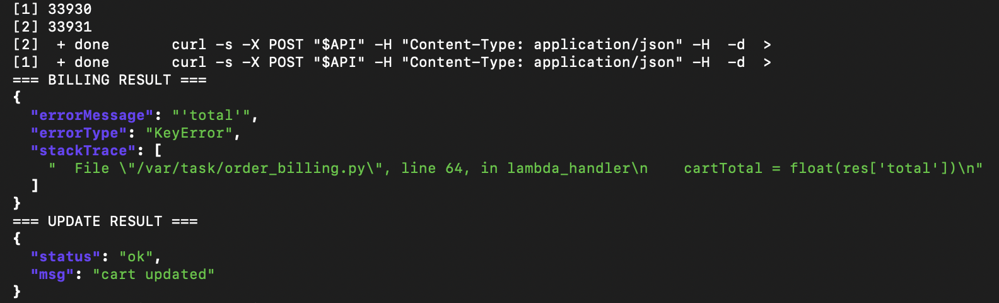 [1] 33930
[2] 33931
[2]  + done       curl -s -X POST "$API" -H "Content-Type: application/json" -H  -d  >
[1]  + done       curl -s -X POST "$API" -H "Content-Type: application/json" -H  -d  >
=== BILLING RESULT ===
{
  "errorMessage": "'total'",
  "errorType": "KeyError",
  "stackTrace": [
    "  File \"/var/task/order_billing.py\", line 64, in lambda_handler\n    cartTotal = float(res['total'])\n"
  ]
}
=== UPDATE RESULT ===
{
  "status": "ok",
  "msg": "cart updated"
}